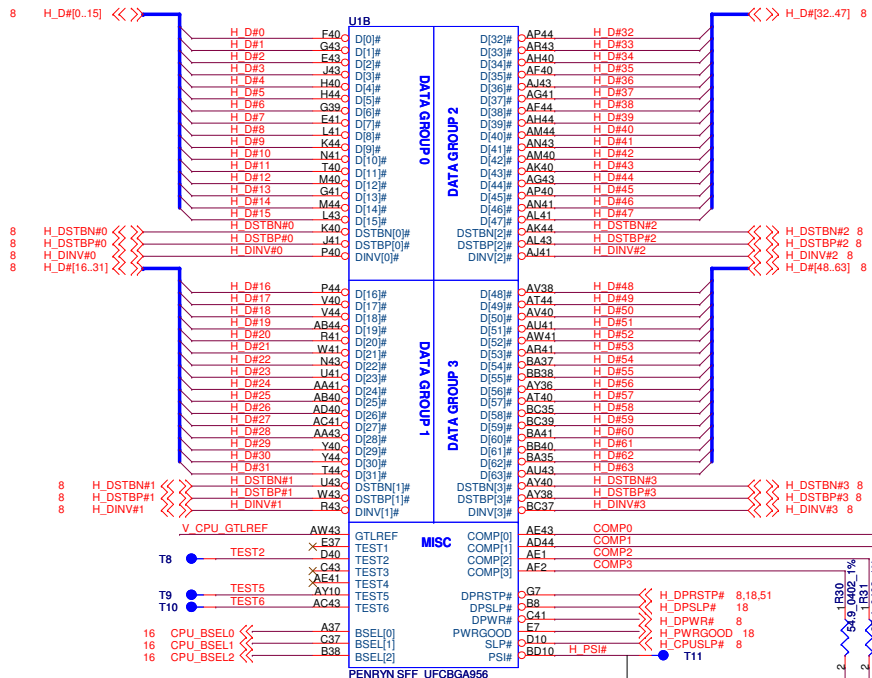 U1B
8 H_D#[0..15] H_D#[32..47] 8
H_D#0 F40 D[0]# D[32]# AP44 H_D#32
H_D#1 G43 D[1]# D[33]# AR43 H_D#33
H_D#2 E43 D[2]# D[34]# AH40 H_D#34
H_D#3 J43 D[3]# D[35]# AF40 H_D#35
H_D#4 H40 D[4]# D[36]# AJ43 H_D#36
H_D#5 H44 D[5]# D[37]# AG41 H_D#37
H_D#6 G39 D[6]# D[38]# AF44 H_D#38
H_D#7 E41 D[7]# D[39]# AH44 H_D#39
H_D#8 L41 D[8]# D[40]# AM44 H_D#40
H_D#9 K44 D[9]# D[41]# AN43 H_D#41
H_D#10 N41 D[10]# D[42]# AM40 H_D#42
H_D#11 T40 D[11]# D[43]# AK40 H_D#43
H_D#12 M40 D[12]# D[44]# AG43 H_D#44
H_D#13 G41 D[13]# D[45]# AP40 H_D#45
H_D#14 M44 D[14]# D[46]# AN41 H_D#46
H_D#15 L43 D[15]# D[47]# AL41 H_D#47
8 H_DSTBN#0 H_DSTBN#0 K40 DSTBN[0]# DSTBN[2]# AK44 H_DSTBN#2 H_DSTBN#2 8
8 H_DSTBP#0 H_DSTBP#0 J41 DSTBP[0]# DSTBP[2]# AL43 H_DSTBP#2 H_DSTBP#2 8
8 H_DINV#0 H_DINV#0 P40 DINV[0]# DINV[2]# AJ41 H_DINV#2 H_DINV#2 8
8 H_D#[16..31] H_D#[48..63] 8
DATA GROUP 0
DATA GROUP 2
H_D#16 P44 D[16]# D[48]# AV38 H_D#48
H_D#17 V40 D[17]# D[49]# AT44 H_D#49
H_D#18 V44 D[18]# D[50]# AV40 H_D#50
H_D#19 AB44 D[19]# D[51]# AU41 H_D#51
H_D#20 R41 D[20]# D[52]# AW41 H_D#52
H_D#21 W41 D[21]# D[53]# AR41 H_D#53
H_D#22 N43 D[22]# D[54]# BA37 H_D#54
H_D#23 U41 D[23]# D[55]# BB38 H_D#55
H_D#24 AA41 D[24]# D[56]# AY36 H_D#56
H_D#25 AB40 D[25]# D[57]# AT40 H_D#57
H_D#26 AD40 D[26]# D[58]# BC35 H_D#58
H_D#27 AC41 D[27]# D[59]# BC39 H_D#59
H_D#28 AA43 D[28]# D[60]# BA41 H_D#60
H_D#29 Y40 D[29]# D[61]# BB40 H_D#61
H_D#30 Y44 D[30]# D[62]# BA35 H_D#62
H_D#31 T44 D[31]# D[63]# AU43 H_D#63
8 H_DSTBN#1 H_DSTBN#1 U43 DSTBN[1]# DSTBN[3]# AY40 H_DSTBN#3 H_DSTBN#3 8
8 H_DSTBP#1 H_DSTBP#1 W43 DSTBP[1]# DSTBP[3]# AY38 H_DSTBP#3 H_DSTBP#3 8
8 H_DINV#1 H_DINV#1 R43 DINV[1]# DINV[3]# BC37 H_DINV#3 H_DINV#3 8
DATA GROUP 1
DATA GROUP 3
V_CPU_GTLREF AW43 GTLREF MISC COMP[0] AE43 COMP0
E37 TEST1 COMP[1] AD44 COMP1
T8 TEST2 D40 TEST2 COMP[2] AE1 COMP2
C43 TEST3 COMP[3] AF2 COMP3
AE41 TEST4
T9 TEST5 AY10 TEST5 DPRSTP# G7 H_DPRSTP# 8,18,51
T10 TEST6 AC43 TEST6 DPSLP# B8 H_DPSLP# 18
DPWR# C41 H_DPWR# 8
16 CPU_BSEL0 A37 BSEL[0] PWRGOOD E7 H_PWRGOOD 18
16 CPU_BSEL1 C37 BSEL[1] SLP# D10 H_CPUSLP# 8
16 CPU_BSEL2 B38 BSEL[2] PSI# BD10 H_PSI# T11
1 R30 2
54.9_0402_1%
1 R31 2
PENRYN SFF_UFCBGA956